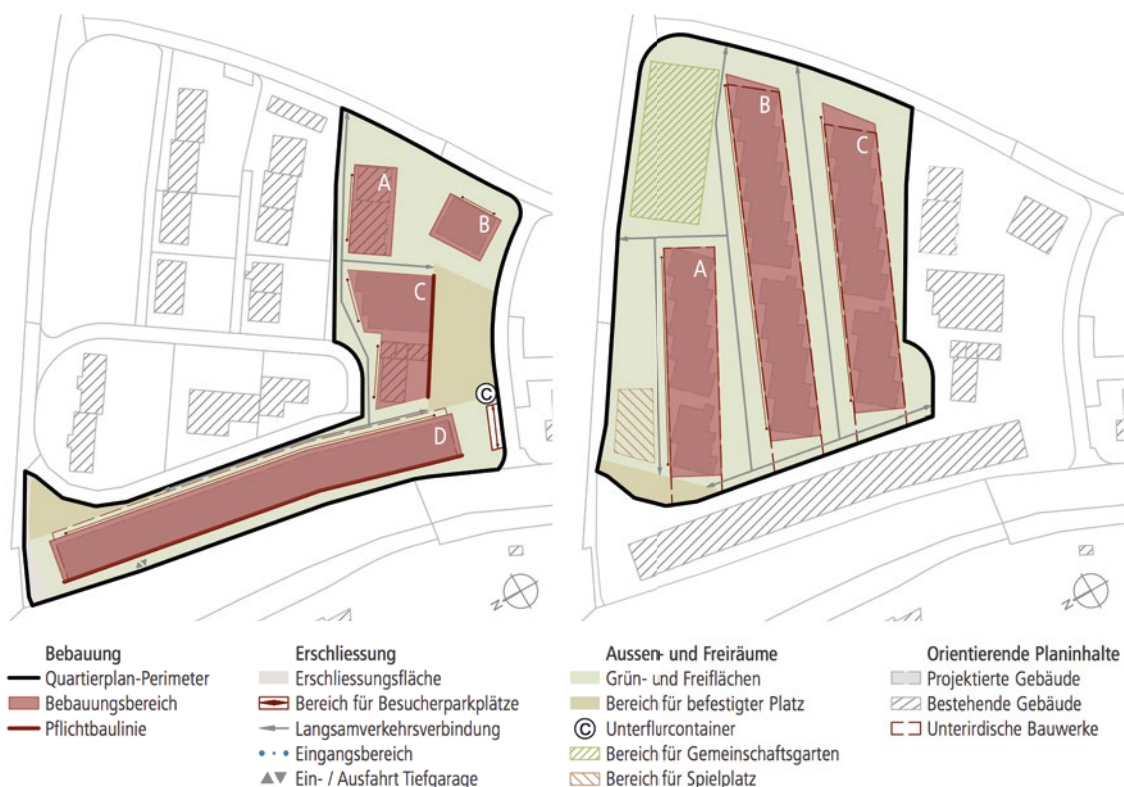 A
B
C
C
D
N
B
C
A
N
Bebauung
Quartierplan-Perimeter
Bebauungsbereich
Pflichtbaulinie
Erschliessung
Erschliessungsfläche
Bereich für Besucherparkplätze
Langsamverkehrsverbindung
Eingangsbereich
Ein- / Ausfahrt Tiefgarage
Aussen- und Freiräume
Grün- und Freiflächen
Bereich für befestigter Platz
C Unterflurcontainer
Bereich für Gemeinschaftsgarten
Bereich für Spielplatz
Orientierende Planinhalte
Projektierte Gebäude
Bestehende Gebäude
Unterirdische Bauwerke